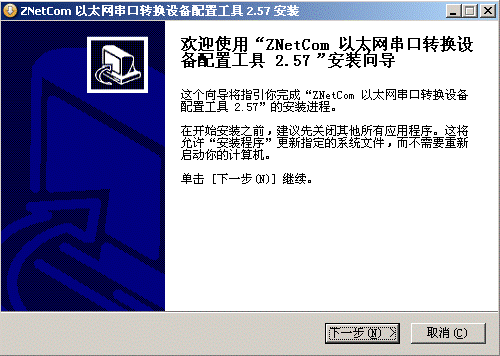 ZNetCom 以太网串口转换设备配置工具 2.57 安装
欢迎使用“ZNetCom 以太网串口转换设
备配置工具 2.57 ”安装向导
这个向导将指引你完成“ZNetCom 以太网串口转换设备
配置工具 2.57”的安装进程。
在开始安装之前，建议先关闭其他所有应用程序。这将
允许“安装程序”更新指定的系统文件，而不需要重新
启动你的计算机。
单击 [下一步(N)] 继续。
下一步(N) >
取消(C)